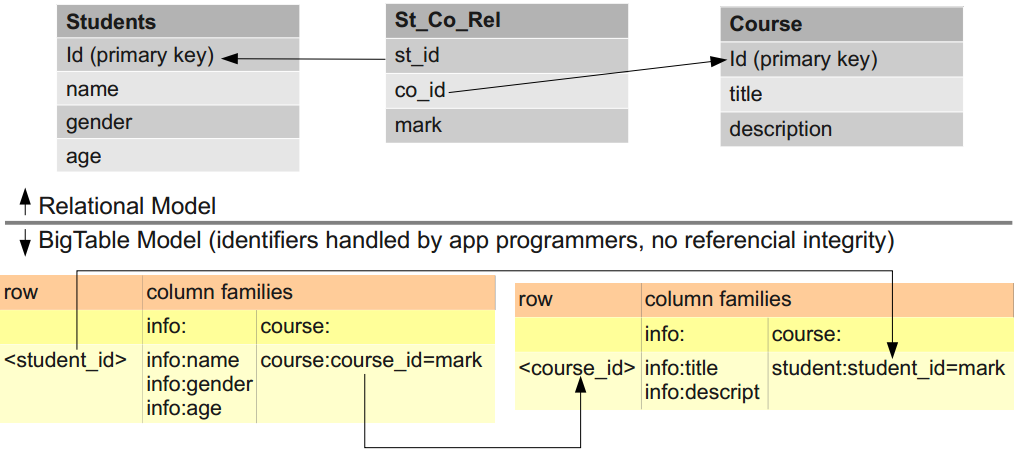 Students
Id (primary key)
name
gender
age
St_Co_Rel
st_id
co_id
mark
Course
Id (primary key)
title
description
Relational Model
BigTable Model (identifiers handled by app programmers, no referencial integrity)
row column families
info: course:
<student_id> info:name course:course_id=mark
info:gender
info:age
row column families
info: course:
<course_id> info:title student:student_id=mark
info:descript